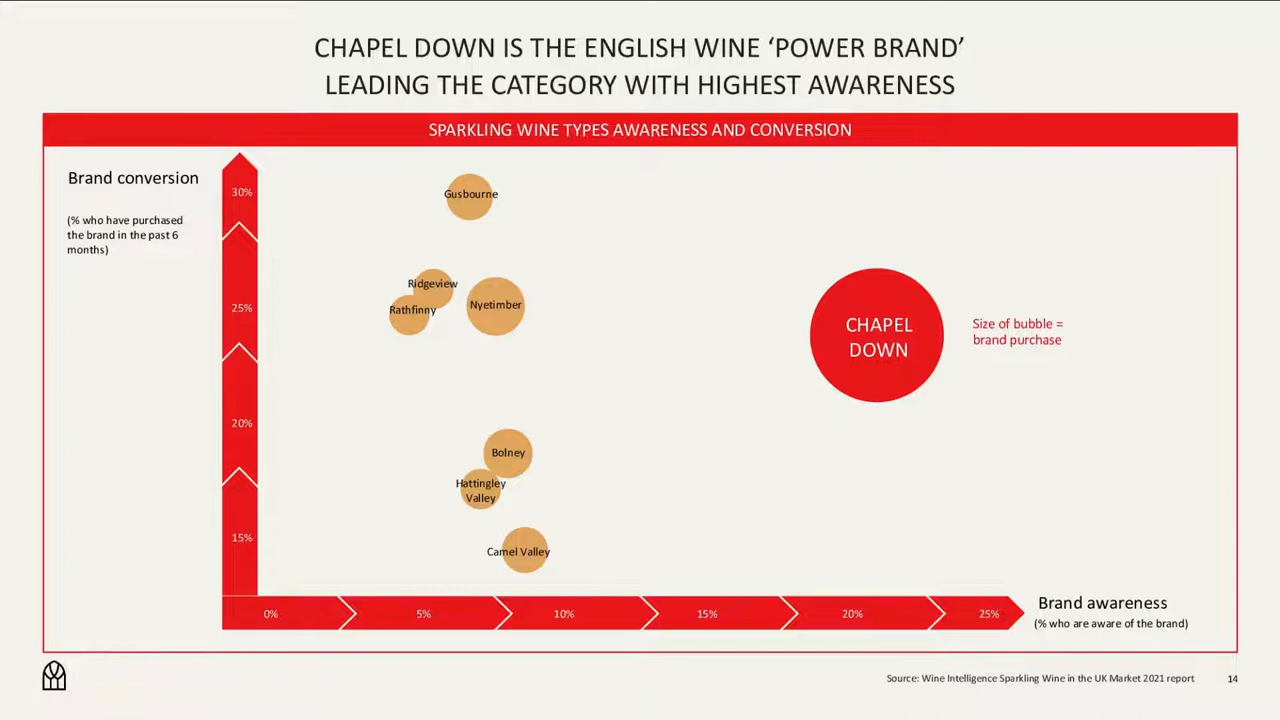 CHAPEL DOWN IS THE ENGLISH WINE ‘POWER BRAND’
LEADING THE CATEGORY WITH HIGHEST AWARENESS
SPARKLING WINE TYPES AWARENESS AND CONVERSION
Brand conversion
(% who have purchased
the brand in the past 6
months)
30%
25%
20%
15%
Gusbourne
Ridgeview
Rathfinny
Nyetimber
CHAPEL
DOWN
Size of bubble =
brand purchase
Bolney
Hattingley
Valley
Camel Valley
0%
5%
10%
15%
20%
25%
Brand awareness
(% who are aware of the brand)
Source: Wine Intelligence Sparkling Wine in the UK Market 2021 report
14